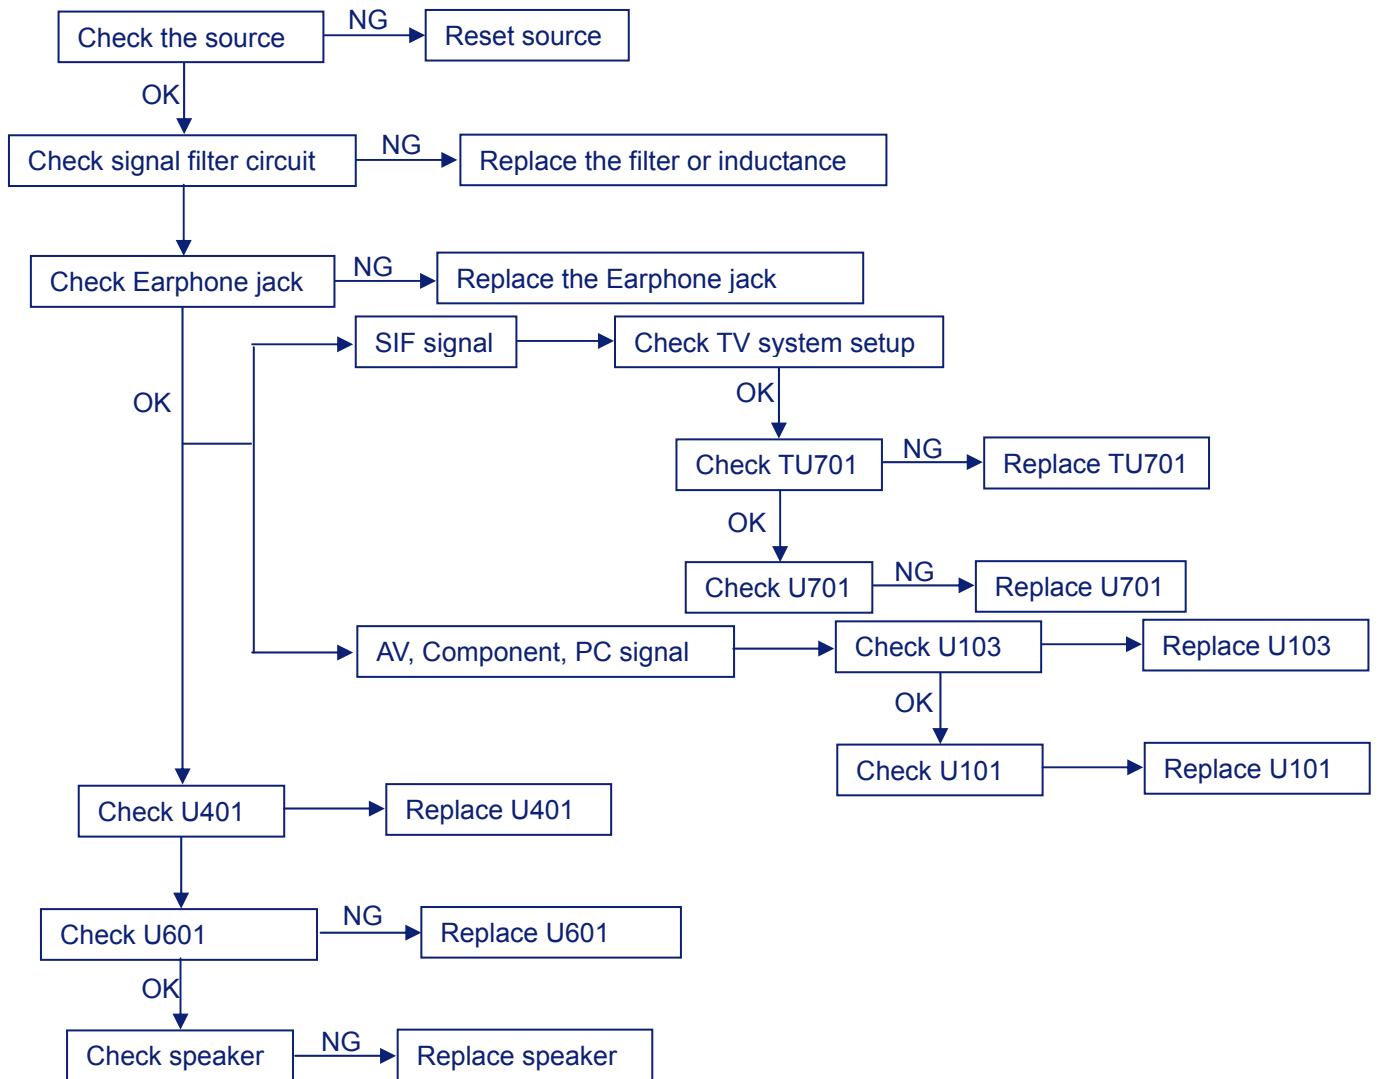 Check the source
NG
Reset source
OK
Check signal filter circuit
NG
Replace the filter or inductance
Check Earphone jack
NG
Replace the Earphone jack
SIF signal
Check TV system setup
OK
OK
Check TU701
NG
Replace TU701
OK
Check U701
NG
Replace U701
AV, Component, PC signal
Check U103
Replace U103
OK
Check U101
Replace U101
Check U401
Replace U401
Check U601
NG
Replace U601
OK
Check speaker
NG
Replace speaker